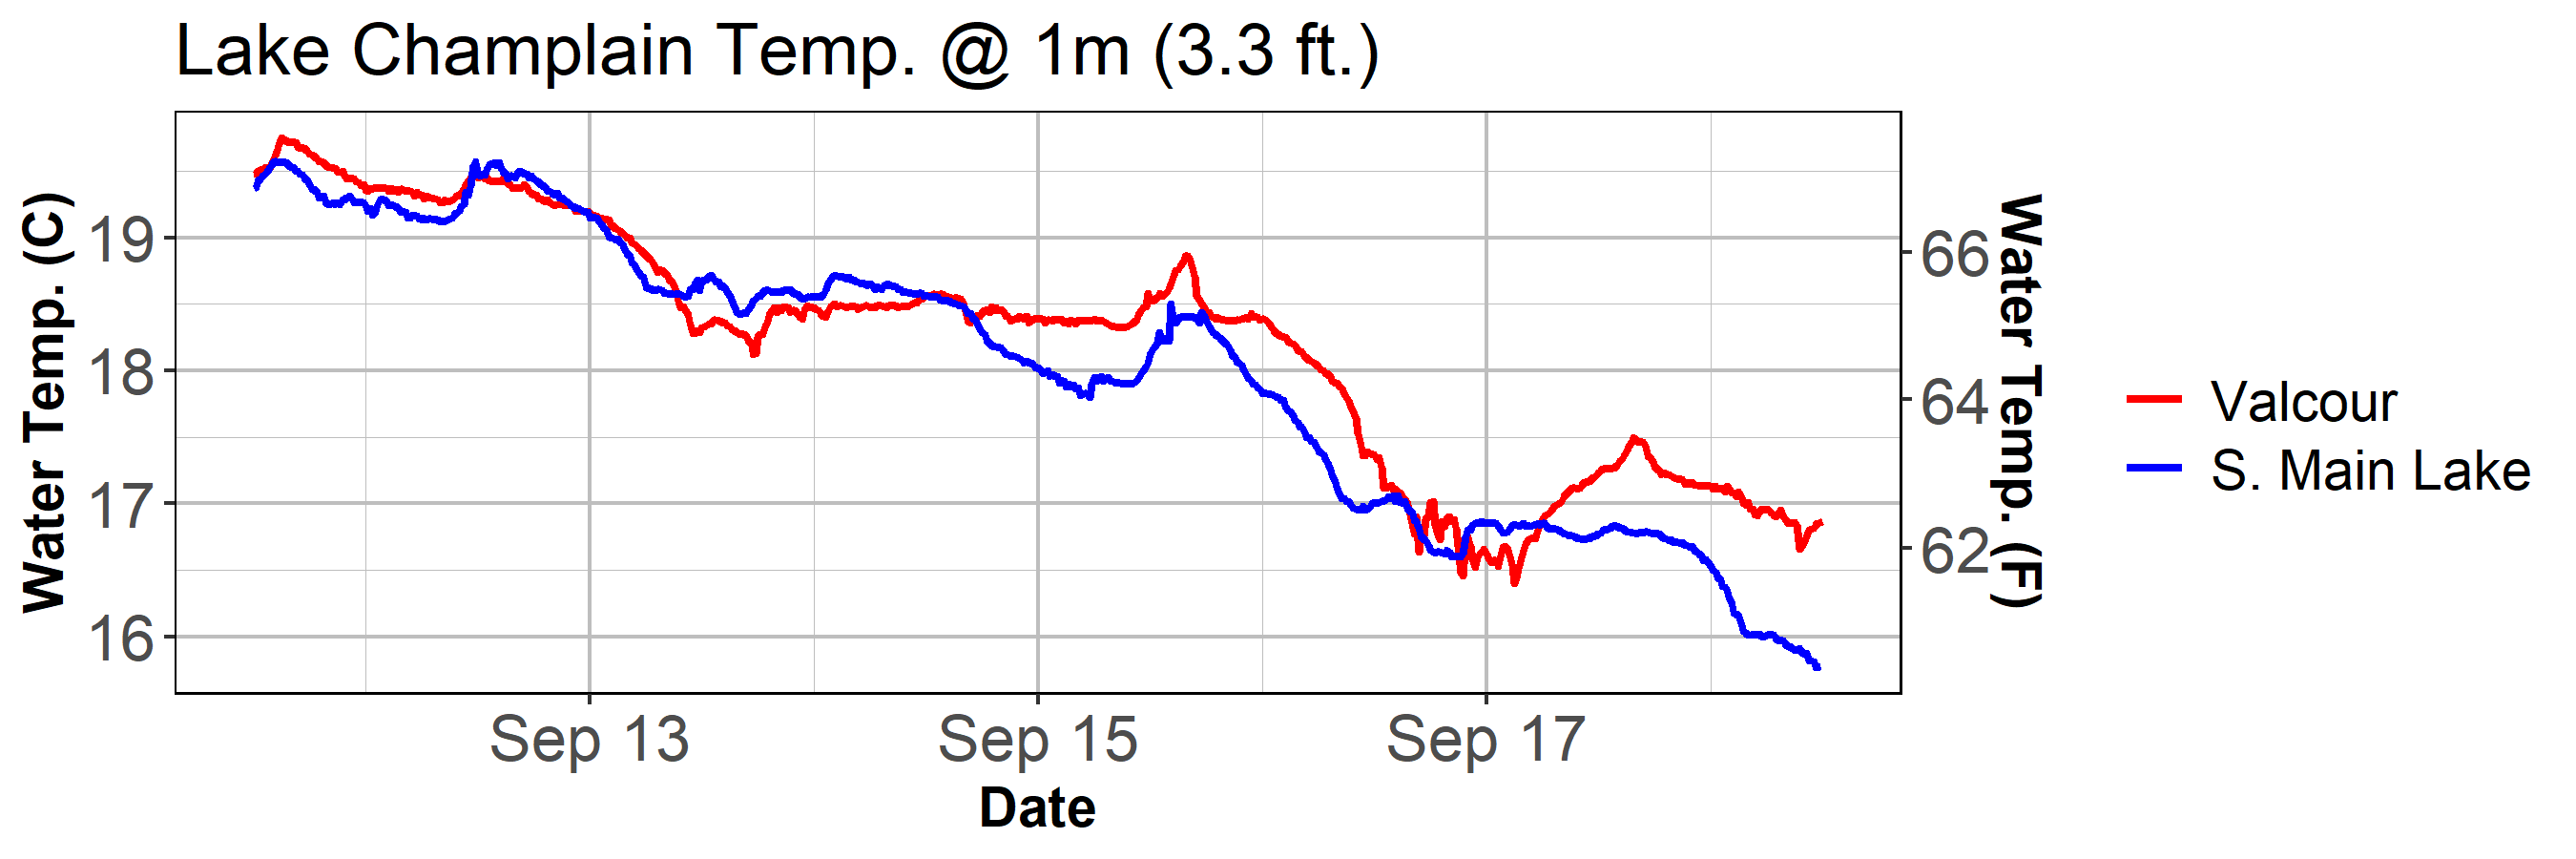 Lake Champlain Temp. @ 1m (3.3 ft.)
Water Temp. (C)
19
18
17
16
66
64
62
Water Temp. (F)
Sep 13
Sep 15
Sep 17
Date
Valcour
S. Main Lake